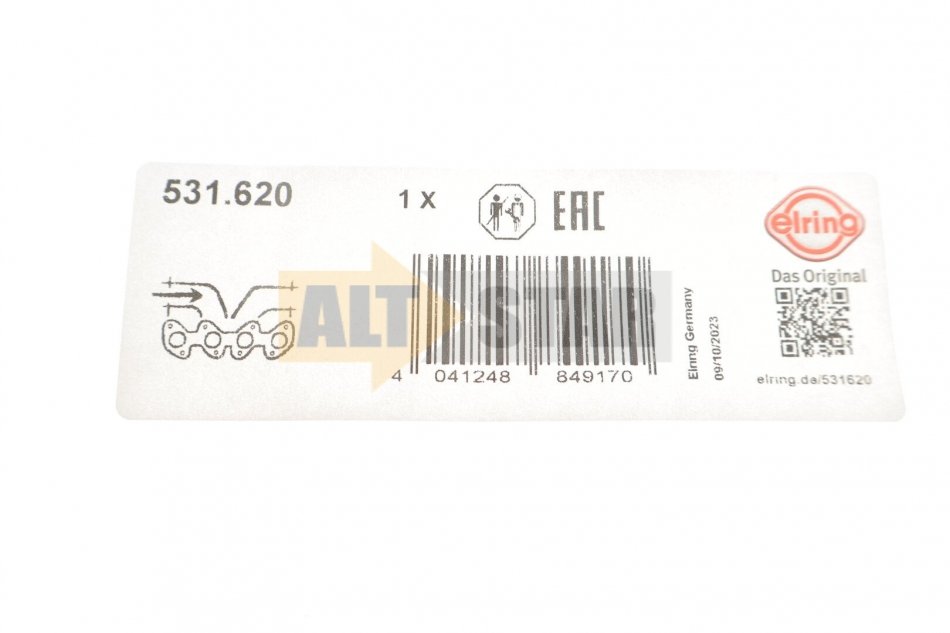 531.620
1 X
EAC
elring
Das Original
ALT STAR
4 041248 849170
Elring Germany
09/10/2023
elring.de/531620